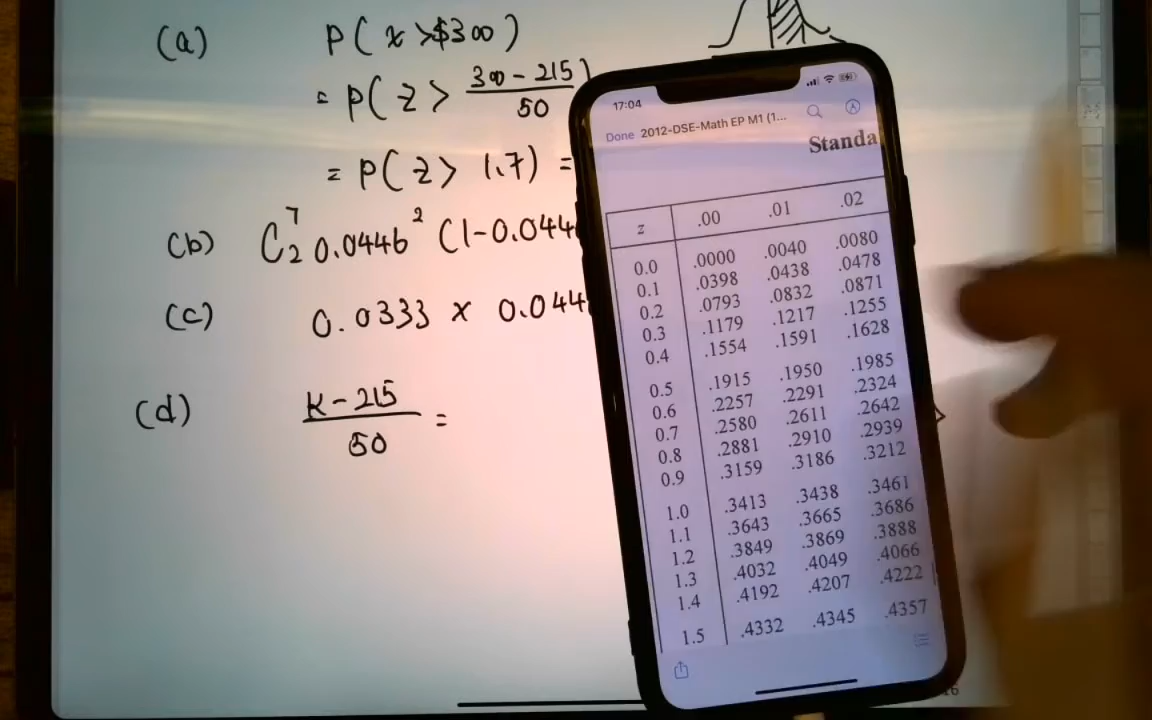 (a) P(x>$300)
= P(z > 300-215/50)
= P(z> 1.7) =
(b) C⁷₂ 0.0446² (1-0.044
(c) 0.0333 x 0.044
(d) K-215/50 =
17:04
Done 2012-DSE-Math EP M1 (1...
Standa
z .00 .01 .02
0.0 .0000 .0040 .0080
0.1 .0398 .0438 .0478
0.2 .0793 .0832 .0871
0.3 .1179 .1217 .1255
0.4 .1554 .1591 .1628
0.5 .1915 .1950 .1985
0.6 .2257 .2291 .2324
0.7 .2580 .2611 .2642
0.8 .2881 .2910 .2939
0.9 .3159 .3186 .3212
1.0 .3413 .3438 .3461
1.1 .3643 .3665 .3686
1.2 .3849 .3869 .3888
1.3 .4032 .4049 .4066
1.4 .4192 .4207 .4222
1.5 .4332 .4345 .4357